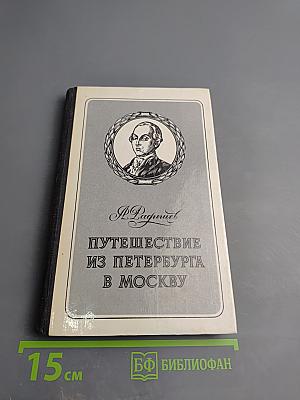 А. Радищев
ПУТЕШЕСТВИЕ
ИЗ ПЕТЕРБУРГА
В МОСКВУ
15 см
БФ БИБЛИОФАН